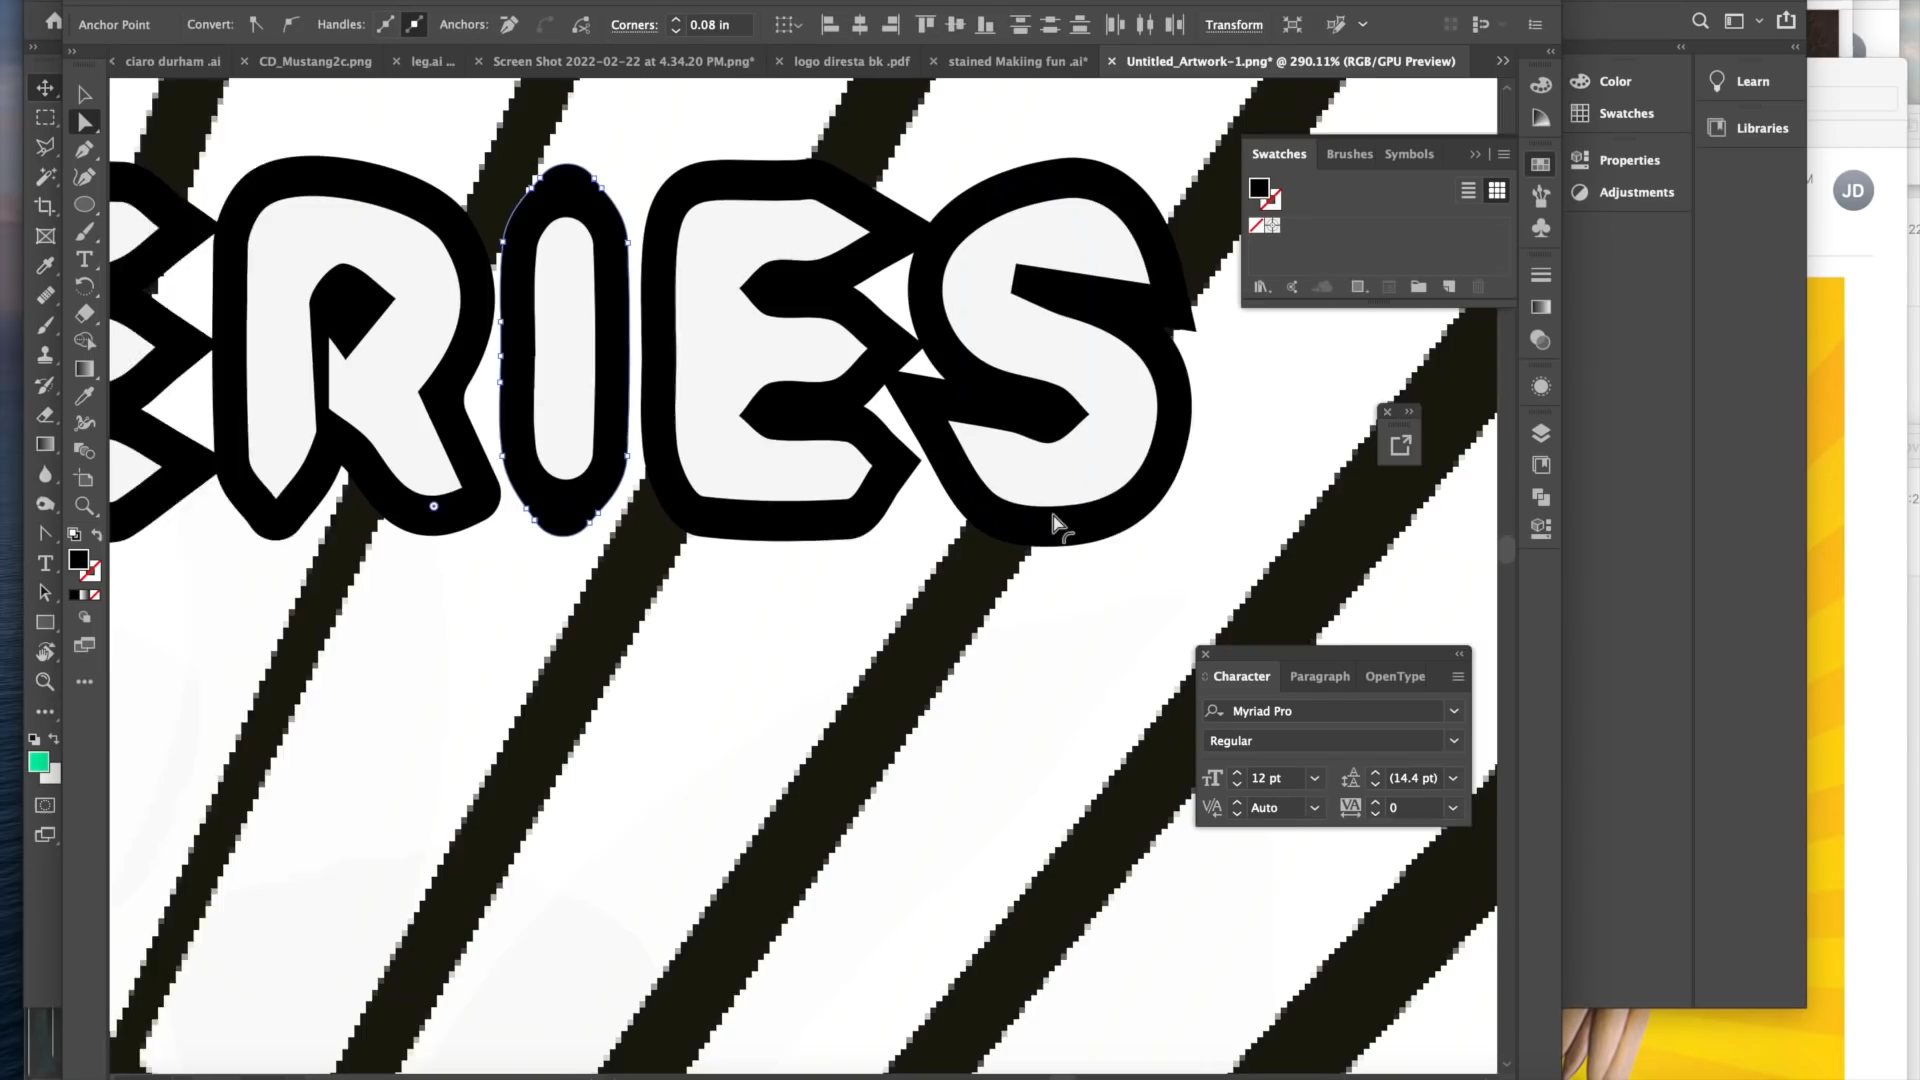 Anchor Point Convert: Handles: Anchors: Corners: 0.08 in Transform
ciaro durham .ai × CD_Mustang2c.png × leg.ai ... × Screen Shot 2022-02-22 at 4.34.20 PM.png* × logo diresta bk .pdf × stained Makiing fun .ai* × Untitled_Artwork-1.png* @ 290.11% (RGB/GPU Preview)
Color
Swatches
Properties
Adjustments
Learn
Libraries
JD
Swatches Brushes Symbols
ERIES
Character Paragraph OpenType
Myriad Pro
Regular
12 pt (14.4 pt)
Auto 0